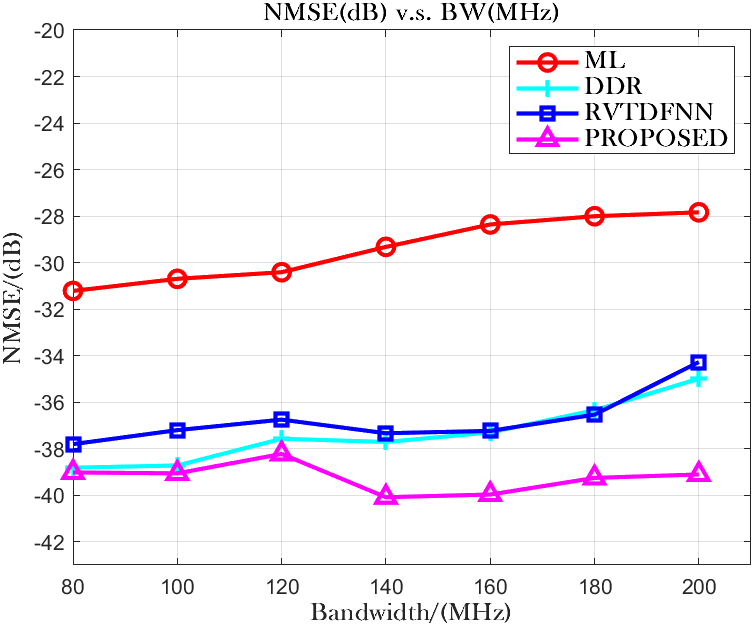 NMSE(dB) v.s. BW(MHz)
-20
-22
-24
-26
-28
-30
-32
-34
-36
-38
-40
-42
NMSE/(dB)
ML
DDR
RVTDFNN
PROPOSED
80 100 120 140 160 180 200
Bandwidth/(MHz)